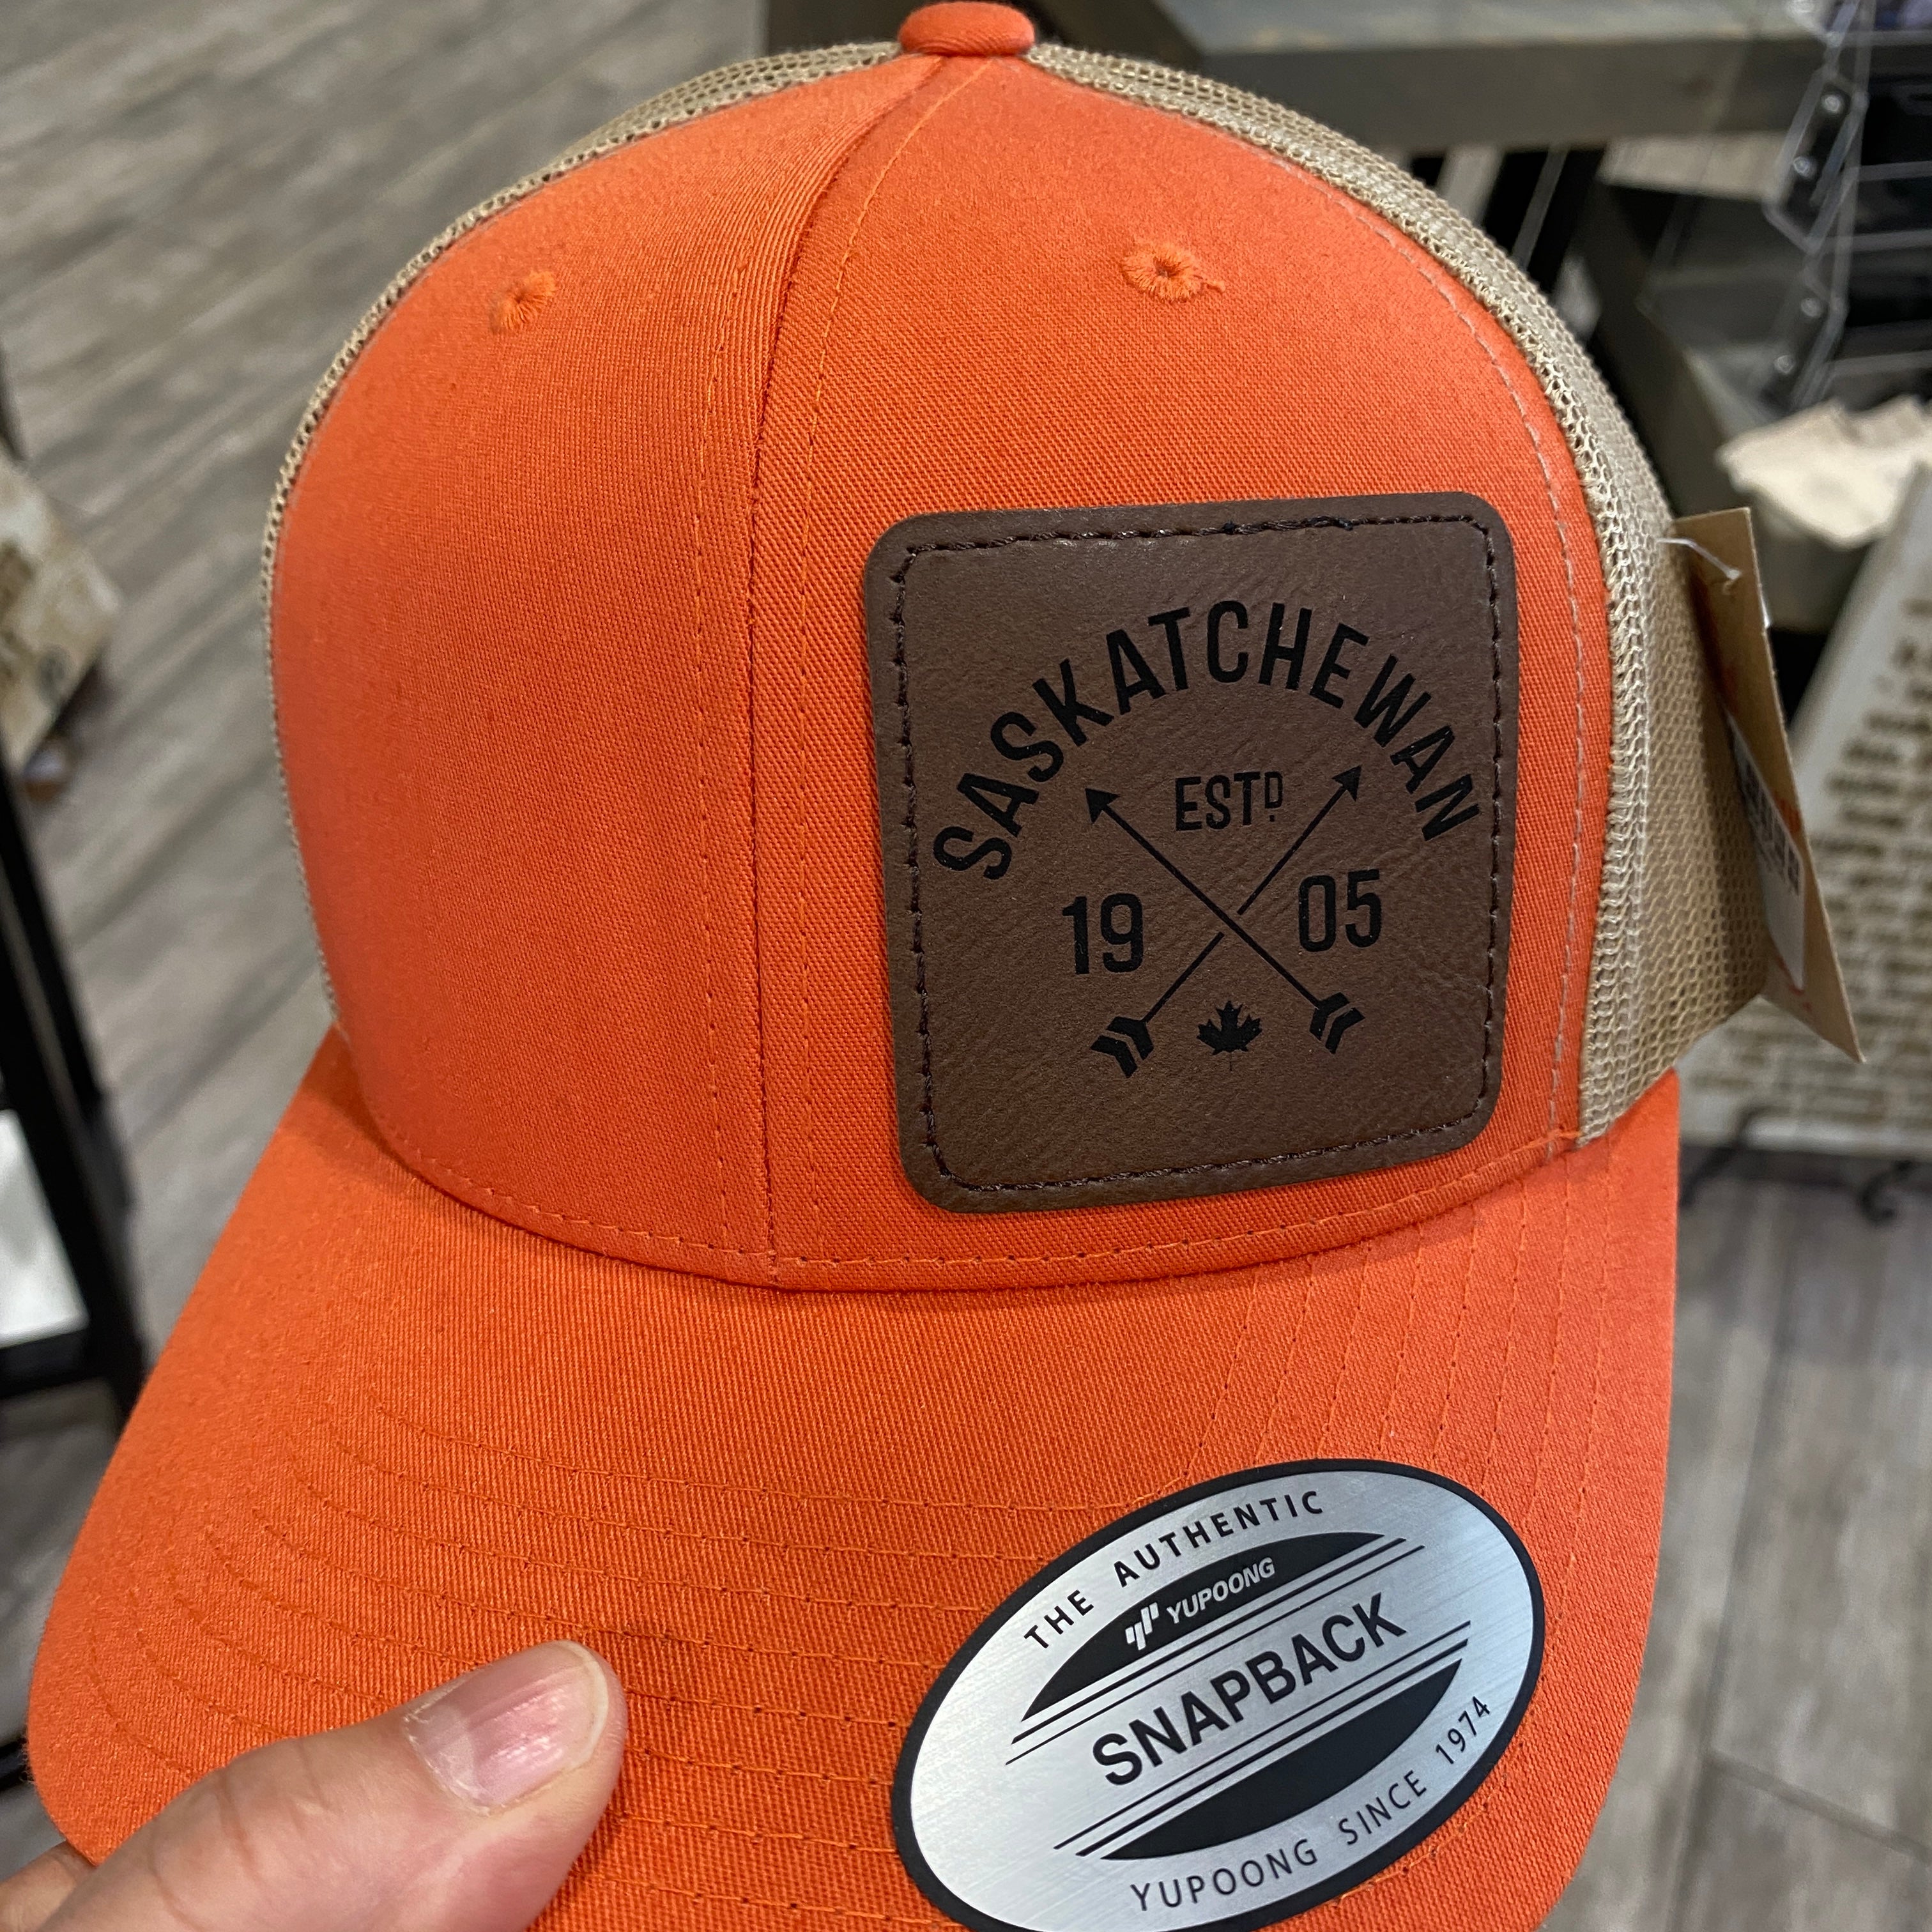 SASKATCHEWAN
ESTD.
19 05
THE AUTHENTIC
YUPOONG
SNAPBACK
YUPOONG SINCE 1974